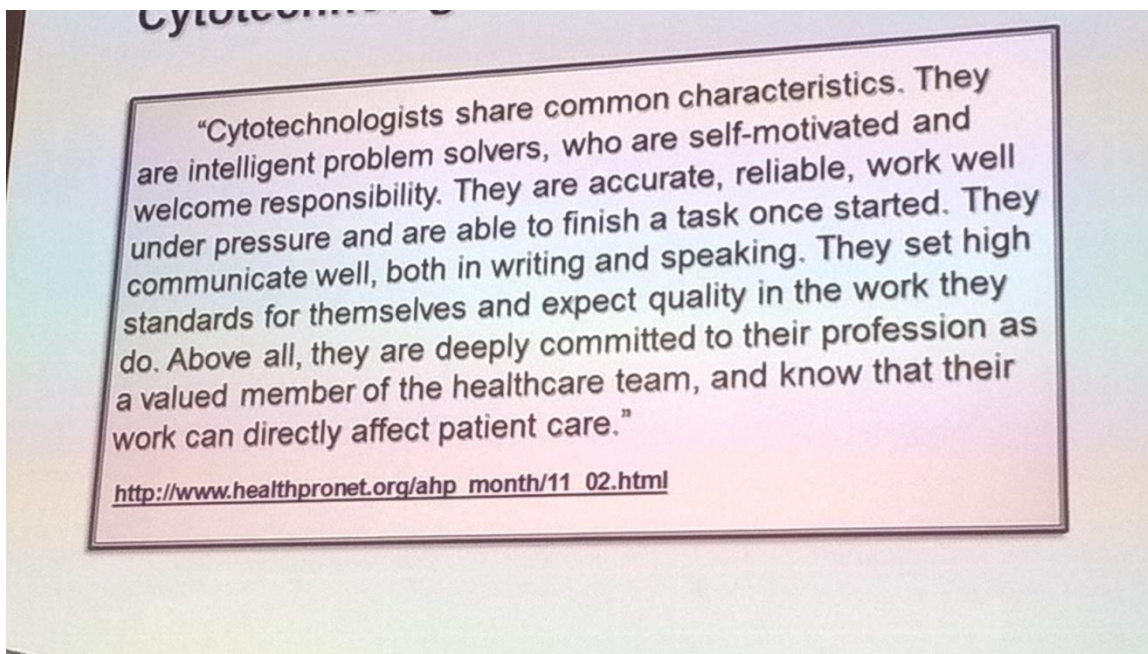 “Cytotechnologists share common characteristics. They
are intelligent problem solvers, who are self-motivated and
welcome responsibility. They are accurate, reliable, work well
under pressure and are able to finish a task once started. They
communicate well, both in writing and speaking. They set high
standards for themselves and expect quality in the work they
do. Above all, they are deeply committed to their profession as
a valued member of the healthcare team, and know that their
work can directly affect patient care.”
http://www.healthpronet.org/ahp_month/11_02.html